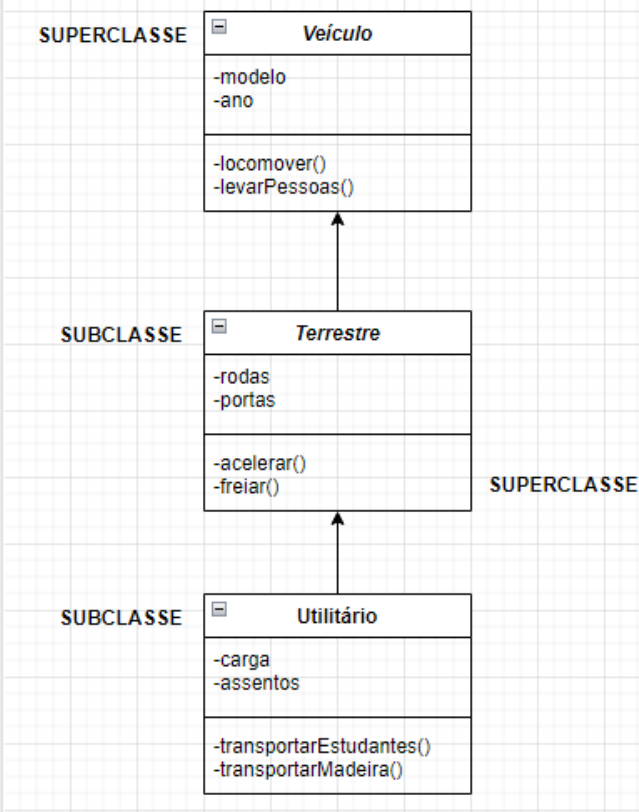 SUPERCLASSE
Veículo
-modelo
-ano
-locomover()
-levarPessoas()
SUBCLASSE
Terrestre
-rodas
-portas
-acelerar()
-freiar()
SUPERCLASSE
SUBCLASSE
Utilitário
-carga
-assentos
-transportarEstudantes()
-transportarMadeira()